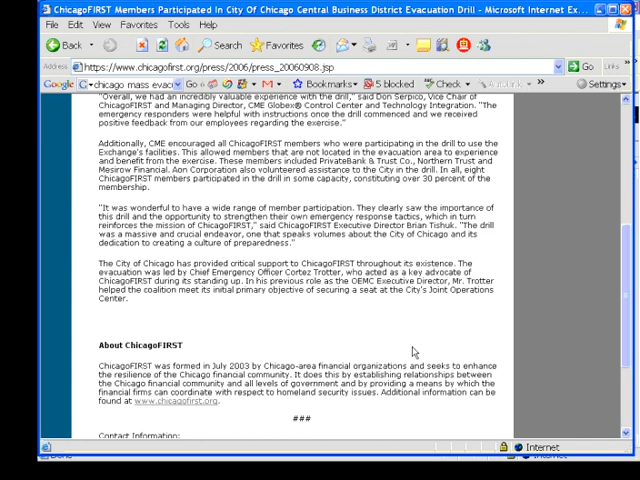 ChicagoFIRST Members Participated In City Of Chicago Central Business District Evacuation Drill - Microsoft Internet Ex...
File Edit View Favorites Tools Help
Back Search Favorites
Address https://www.chicagofirst.org/press/2006/press_20060908.jsp Go Links
Google chicago mass evac Go Bookmarks 5 blocked Check AutoLink Settings
"Overall, we had an incredibly valuable experience with the drill," said Don Serpico, Vice Chair of
ChicagoFIRST and Managing Director, CME Globex® Control Center and Technology Integration. "The
emergency responders were helpful with instructions once the drill commenced and we received
positive feedback from our employees regarding the exercise."
Additionally, CME encouraged all ChicagoFIRST members who were participating in the drill to use the
Exchange's facilities. This allowed members that are not located in the evacuation area to experience
and benefit from the exercise. These included PrivateBank & Trust Co., Northern Trust and
Mesirow Financial. Aon Corporation also volunteered assistance to the City in the drill. In all, eight
ChicagoFIRST members participated in the drill in some capacity, constituting over 30 percent of the
membership.
"It was wonderful to have a wide range of member participation. They clearly saw the importance of
this drill and the opportunity to strengthen their own emergency response tactics, which in turn
reinforces the mission of ChicagoFIRST," said ChicagoFIRST Executive Director Brian Tishuk. "The drill
was a massive and crucial endeavor, one that speaks volumes about the City of Chicago and its
dedication to creating a culture of preparedness."
The City of Chicago has provided critical support to ChicagoFIRST throughout its existence. The
evacuation was led by Chief Emergency Officer Cortez Trotter, who acted as a key advocate of
ChicagoFIRST during its standing up. In his previous role as the OEMC Executive Director, Mr. Trotter
helped the coalition meet its initial primary objective of securing a seat at the City's Joint Operations
Center.
About ChicagoFIRST
ChicagoFIRST was formed in July 2003 by Chicago-area financial organizations and seeks to enhance
the resilience of the Chicago financial community. It does this by establishing relationships between
the Chicago financial community and all levels of government and by providing a means by which the
financial firms can coordinate with respect to homeland security issues. Additional information can be
found at www.chicagofirst.org.
###
Contact Information:
Internet